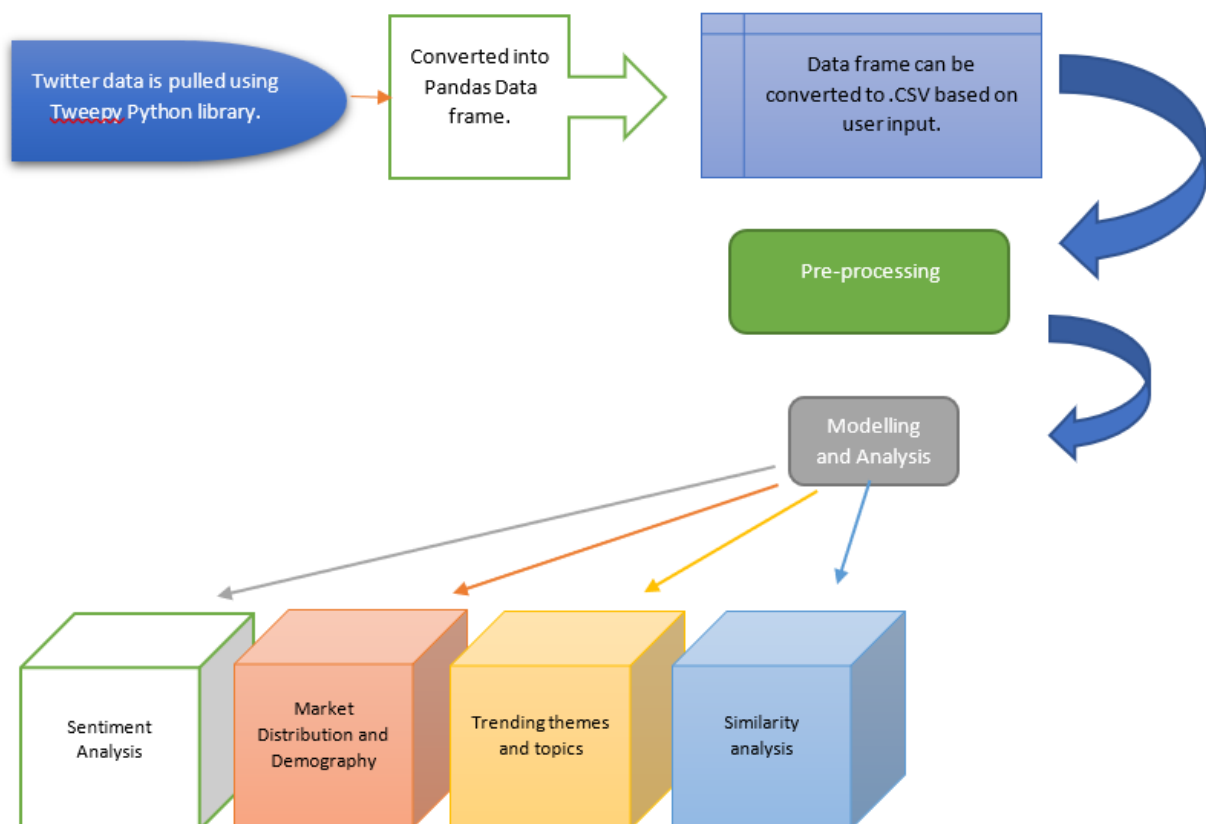 Twitter data is pulled using
Tweepy Python library.
Converted into
Pandas Data
frame.
Data frame can be
converted to .CSV based on
user input.
Pre-processing
Modelling
and Analysis
Sentiment
Analysis
Market
Distribution and
Demography
Trending themes
and topics
Similarity
analysis